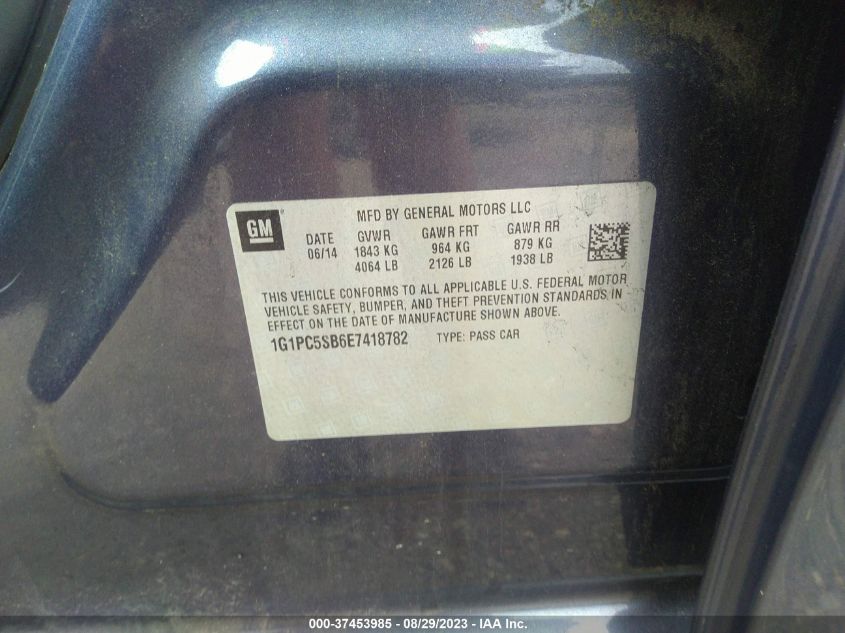 GM
MFD BY GENERAL MOTORS LLC
DATE GVWR GAWR FRT GAWR RR
06/14 1843 KG 964 KG 879 KG
4064 LB 2126 LB 1938 LB
THIS VEHICLE CONFORMS TO ALL APPLICABLE U.S. FEDERAL MOTOR
VEHICLE SAFETY, BUMPER, AND THEFT PREVENTION STANDARDS IN
EFFECT ON THE DATE OF MANUFACTURE SHOWN ABOVE.
1G1PC5SB6E7418782 TYPE: PASS CAR
000-37453985 - 08/29/2023 - IAA Inc.